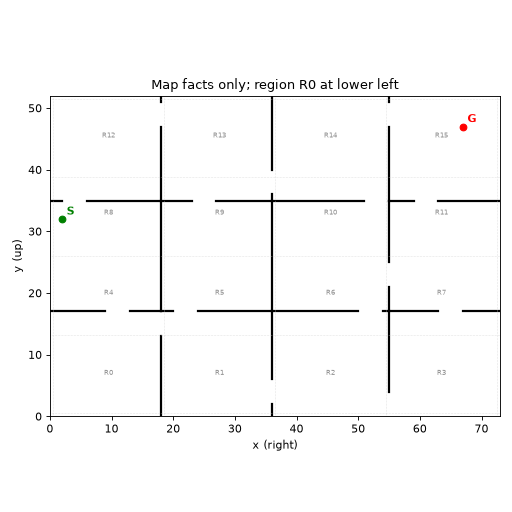 Map facts only; region R0 at lower left
G
R12 R13 R14 R15
S
R8 R9 R10 R11
R4 R5 R6 R7
R0 R1 R2 R3
50
40
30
20
10
0
y (up)
0 10 20 30 40 50 60 70
x (right)